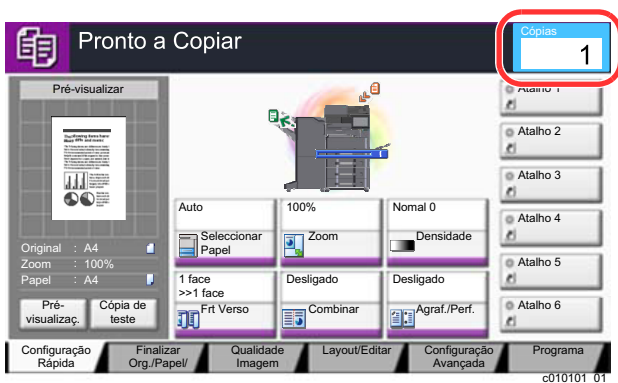 Pronto a Copiar
Cópias
1
Pré-visualizar
Original : A4
Zoom : 100%
Papel : A4
Pré-
visualizaç.
Cópia de
teste
Auto
Seleccionar
Papel
100%
Zoom
Nomal 0
Densidade
1 face
>>1 face
Frt Verso
Desligado
Combinar
Desligado
Agraf./Perf.
Atalho 1
Atalho 2
Atalho 3
Atalho 4
Atalho 5
Atalho 6
Configuração
Rápida
Finalizar
Org./Papel/
Qualidade
Imagem
Layout/Editar
Configuração
Avançada
Programa
c010101_01